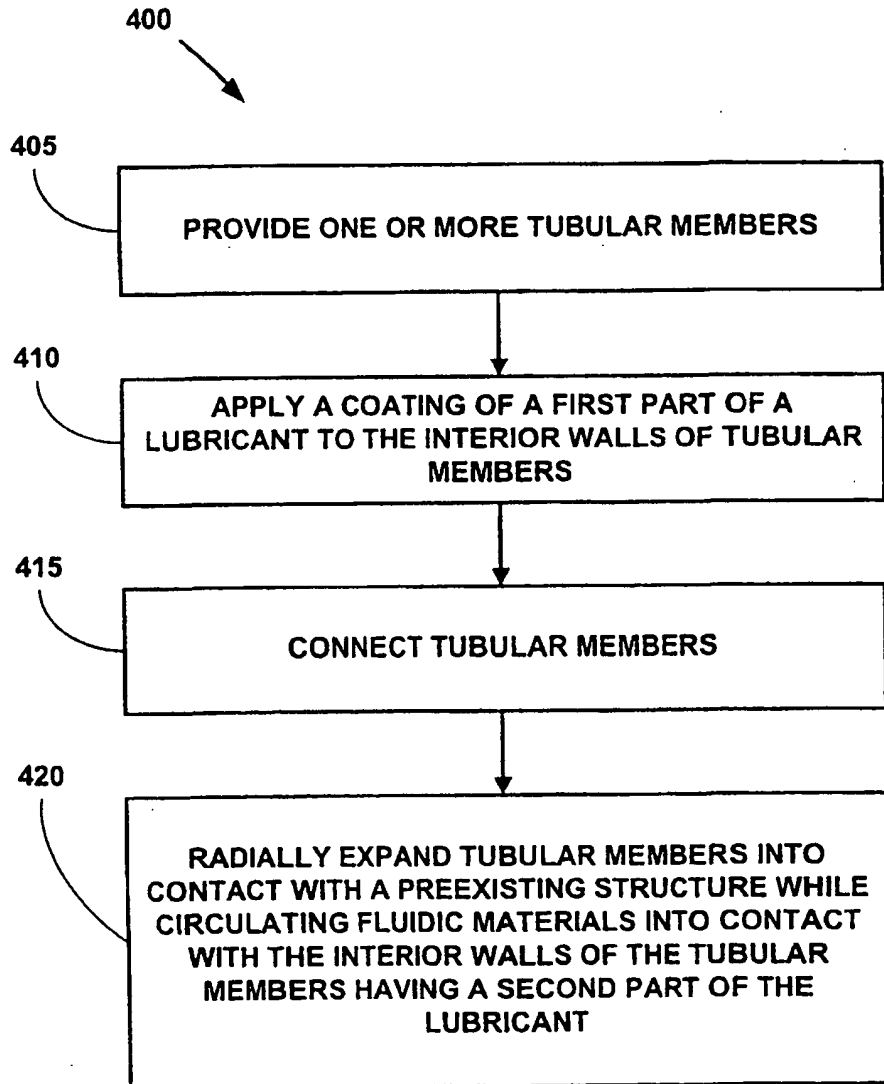 400
405
PROVIDE ONE OR MORE TUBULAR MEMBERS
410
APPLY A COATING OF A FIRST PART OF A
LUBRICANT TO THE INTERIOR WALLS OF TUBULAR
MEMBERS
415
CONNECT TUBULAR MEMBERS
420
RADIALLY EXPAND TUBULAR MEMBERS INTO
CONTACT WITH A PREEXISTING STRUCTURE WHILE
CIRCULATING FLUIDIC MATERIALS INTO CONTACT
WITH THE INTERIOR WALLS OF THE TUBULAR
MEMBERS HAVING A SECOND PART OF THE
LUBRICANT